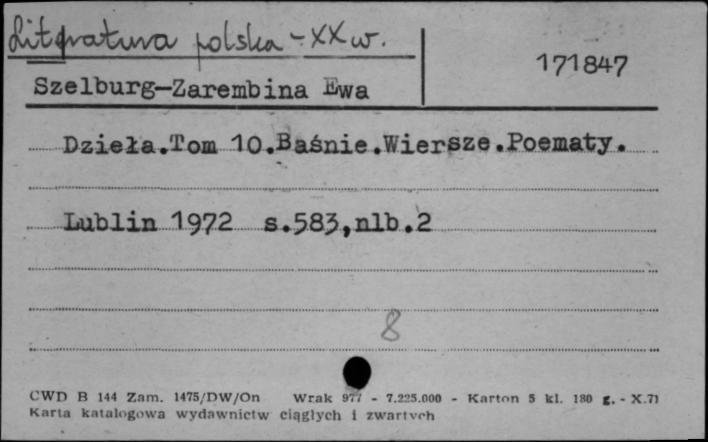 Literatura polska - XX w.
171847
Szelburg-Zarembina Ewa
Dzieła.Tom 10.Baśnie.Wiersze.Poematy.
Lublin 1972 s.583,nlb.2
8
CWD B 144 Zam. 1475/DW/On Wrak 977 - 7.225.000 - Karton 5 kl. 180 g. - X.71
Karta katalogowa wydawnictw ciągłych i zwartych